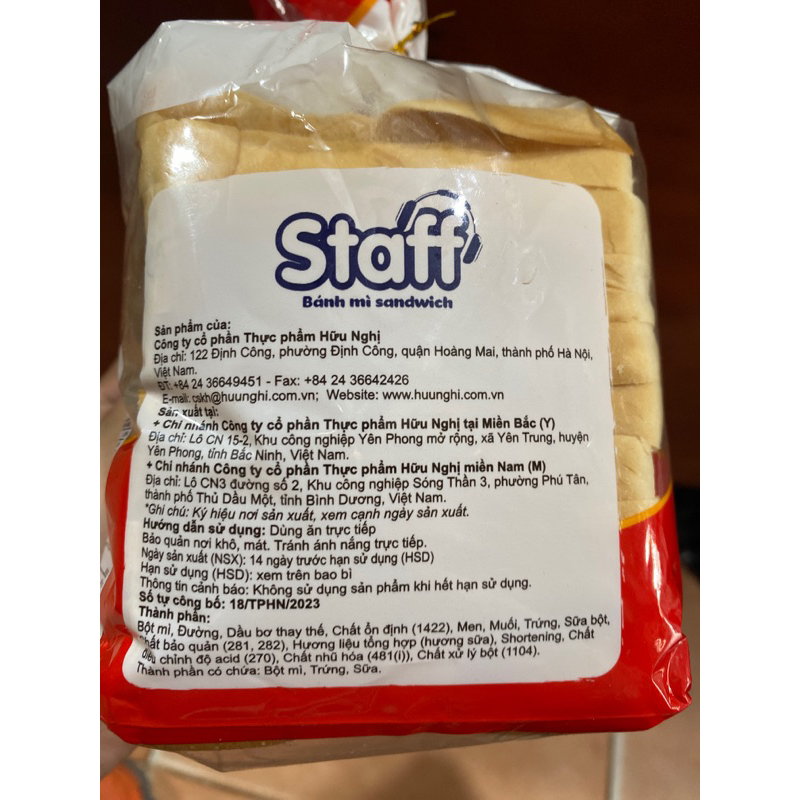 Staff
Bánh mì sandwich
Sản phẩm của:
Công ty cổ phần Thực phẩm Hữu Nghị
Địa chỉ: 122 Định Công, phường Định Công, quận Hoàng Mai, thành phố Hà Nội,
Việt Nam.
ĐT: +84 24 36649451 - Fax: +84 24 36642426
E-mail: cskh@huunghi.com.vn; Website: www.huunghi.com.vn
Sản xuất tại:
+ Chi nhánh Công ty cổ phần Thực phẩm Hữu Nghị tại Miền Bắc (Y)
Địa chỉ: Lô CN 15-2, Khu công nghiệp Yên Phong mở rộng, xã Yên Trung, huyện
Yên Phong, tỉnh Bắc Ninh, Việt Nam.
+ Chi nhánh Công ty cổ phần Thực phẩm Hữu Nghị miền Nam (M)
Địa chỉ: Lô CN3 đường số 2, Khu công nghiệp Sóng Thần 3, phường Phú Tân,
thành phố Thủ Dầu Một, tỉnh Bình Dương, Việt Nam.
*Ghi chú: Ký hiệu nơi sản xuất, xem cạnh ngày sản xuất.
Hướng dẫn sử dụng: Dùng ăn trực tiếp
Bảo quản nơi khô, mát. Tránh ánh nắng trực tiếp.
Ngày sản xuất (NSX): 14 ngày trước hạn sử dụng (HSD)
Hạn sử dụng (HSD): xem trên bao bì
Thông tin cảnh báo: Không sử dụng sản phẩm khi hết hạn sử dụng.
Số tự công bố: 18/TPHN/2023
Thành phần:
Bột mì, Đường, Dầu bơ thay thế, Chất ổn định (1422), Men, Muối, Trứng, Sữa bột,
Chất bảo quản (281, 282), Hương liệu tổng hợp (hương sữa), Shortening, Chất
điều chỉnh độ acid (270), Chất nhũ hóa (481(i)), Chất xử lý bột (1104).
Thành phần có chứa: Bột mì, Trứng, Sữa.